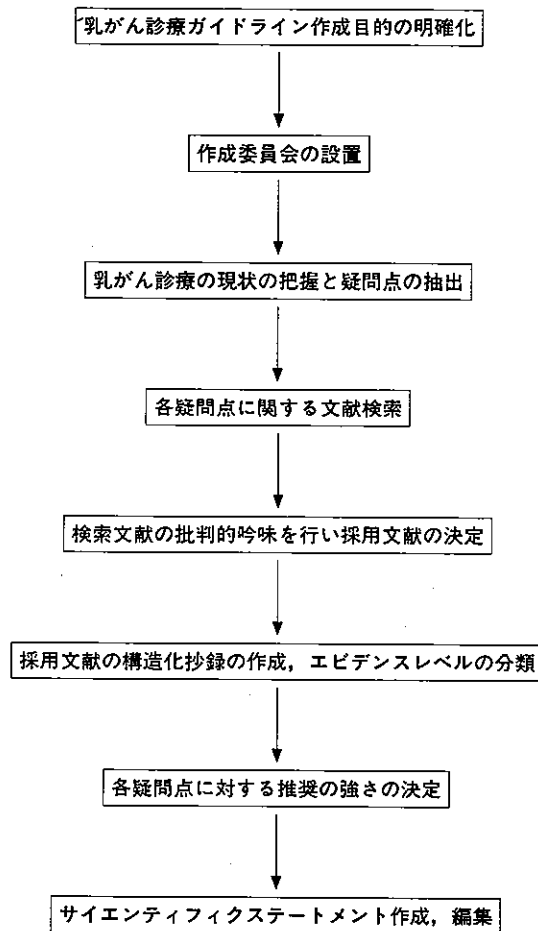 乳がん診療ガイドライン作成目的の明確化
作成委員会の設置
乳がん診療の現状の把握と疑問点の抽出
各疑問点に関する文献検索
検索文献の批判的吟味を行い採用文献の決定
採用文献の構造化抄録の作成，エビデンスレベルの分類
各疑問点に対する推奨の強さの決定
サイエンティフィクステートメント作成，編集